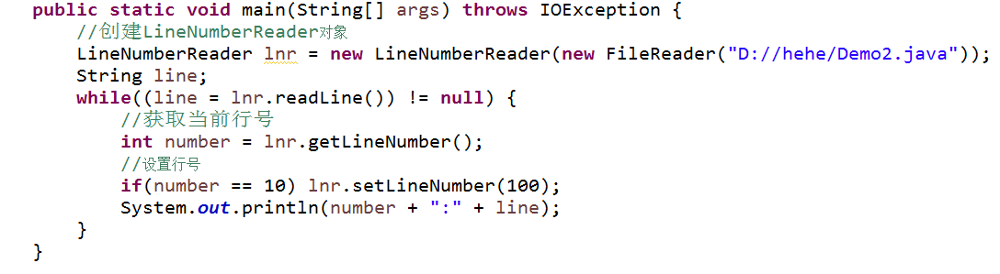 public static void main(String[] args) throws IOException {
//创建LineNumberReader对象
LineNumberReader lnr = new LineNumberReader(new FileReader("D://hehe/Demo2.java"));
String line;
while((line = lnr.readLine()) != null) {
//获取当前行号
int number = lnr.getLineNumber();
//设置行号
if(number == 10) lnr.setLineNumber(100);
System.out.println(number + ":" + line);
}
}